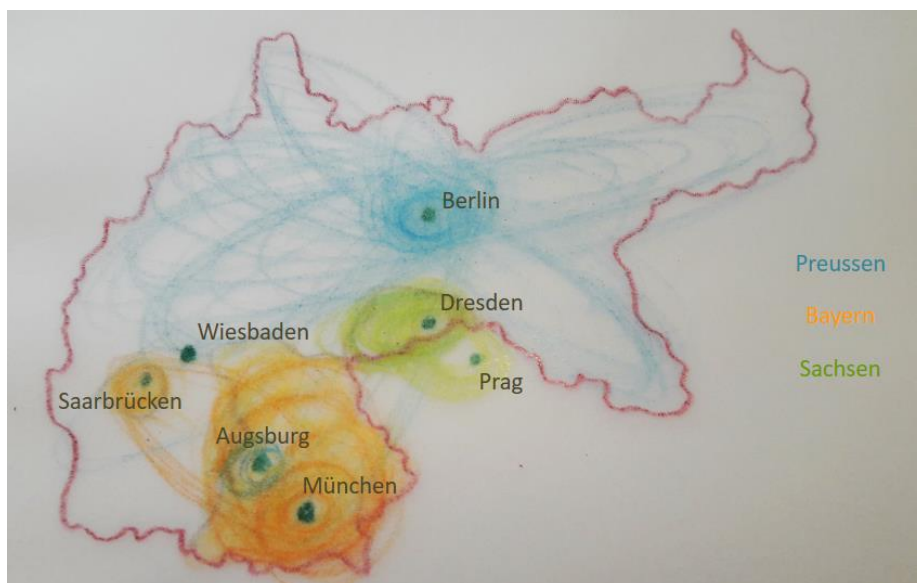 Berlin
Preussen
Dresden
Bayern
Wiesbaden
Sachsen
Prag
Saarbrücken
Augsburg
München